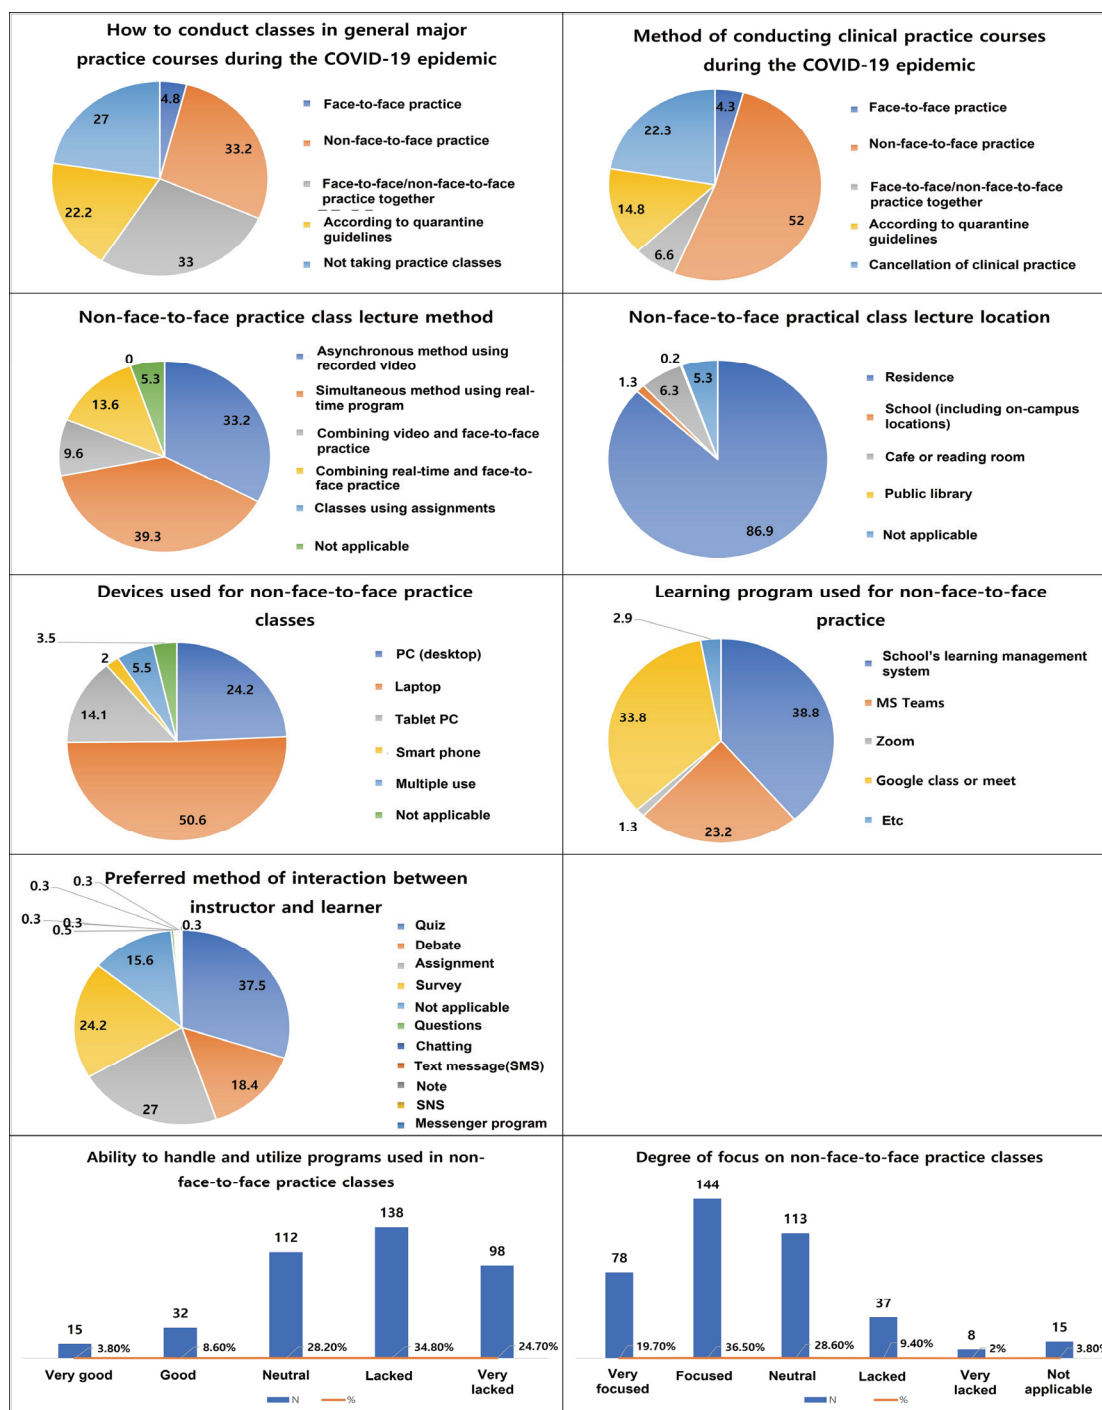 How to conduct classes in general major
practice courses during the COVID-19 epidemic
4.8
33.2
33
22.2
27
Face-to-face practice
Non-face-to-face practice
Face-to-face/non-face-to-face
practice together
According to quarantine
guidelines
Not taking practice classes
Method of conducting clinical practice courses
during the COVID-19 epidemic
4.3
52
6.6
14.8
22.3
Face-to-face practice
Non-face-to-face practice
Face-to-face/non-face-to-face
practice together
According to quarantine
guidelines
Cancellation of clinical practice
Non-face-to-face practice class lecture method
0
5.3
33.2
39.3
9.6
13.6
Asynchronous method using
recorded video
Simultaneous method using real-
time program
Combining video and face-to-face
practice
Combining real-time and face-to-
face practice
Classes using assignments
Not applicable
Non-face-to-face practical class lecture location
0.2
5.3
1.3
6.3
86.9
Residence
School (including on-campus
locations)
Cafe or reading room
Public library
Not applicable
Devices used for non-face-to-face practice
classes
3.5
2
5.5
24.2
14.1
50.6
PC (desktop)
Laptop
Tablet PC
Smart phone
Multiple use
Not applicable
Learning program used for non-face-to-face
practice
2.9
38.8
33.8
1.3
23.2
School's learning management
system
MS Teams
Zoom
Google class or meet
Etc
Preferred method of interaction between
instructor and learner
0.3
0.3
0.3
0.3
0.5
0.3
15.6
37.5
24.2
18.4
27
Quiz
Debate
Assignment
Survey
Not applicable
Questions
Chatting
Text message(SMS)
Note
SNS
Messenger program
Ability to handle and utilize programs used in non-
face-to-face practice classes
15
32
112
138
98
3.80%
8.60%
28.20%
34.80%
24.70%
Very good
Good
Neutral
Lacked
Very
lacked
N
%
Degree of focus on non-face-to-face practice classes
78
144
113
37
8
15
19.70%
36.50%
28.60%
9.40%
2%
3.80%
Very
focused
Focused
Neutral
Lacked
Very
lacked
Not
applicable
N
%